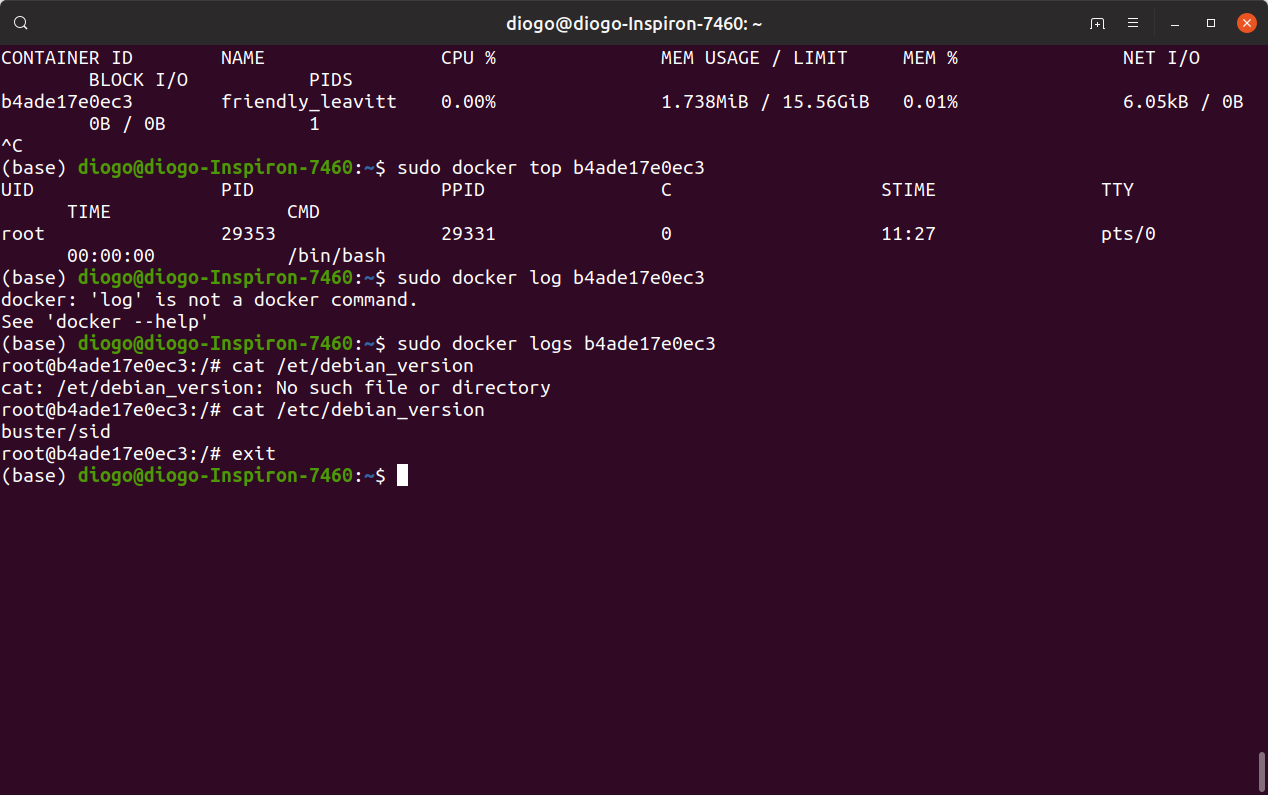 diogo@diogo-Inspiron-7460: ~
CONTAINER ID        NAME                CPU %               MEM USAGE / LIMIT     MEM %               NET I/O
        BLOCK I/O           PIDS
b4ade17e0ec3        friendly_leavitt    0.00%               1.738MiB / 15.56GiB   0.01%               6.05kB / 0B
        0B / 0B             1
^C
(base) diogo@diogo-Inspiron-7460:~$ sudo docker top b4ade17e0ec3
UID                 PID                 PPID                C                   STIME               TTY
      TIME                CMD
root                29353               29331               0                   11:27               pts/0
      00:00:00            /bin/bash
(base) diogo@diogo-Inspiron-7460:~$ sudo docker log b4ade17e0ec3
docker: 'log' is not a docker command.
See 'docker --help'
(base) diogo@diogo-Inspiron-7460:~$ sudo docker logs b4ade17e0ec3
root@b4ade17e0ec3:/# cat /et/debian_version
cat: /et/debian_version: No such file or directory
root@b4ade17e0ec3:/# cat /etc/debian_version
buster/sid
root@b4ade17e0ec3:/# exit
(base) diogo@diogo-Inspiron-7460:~$